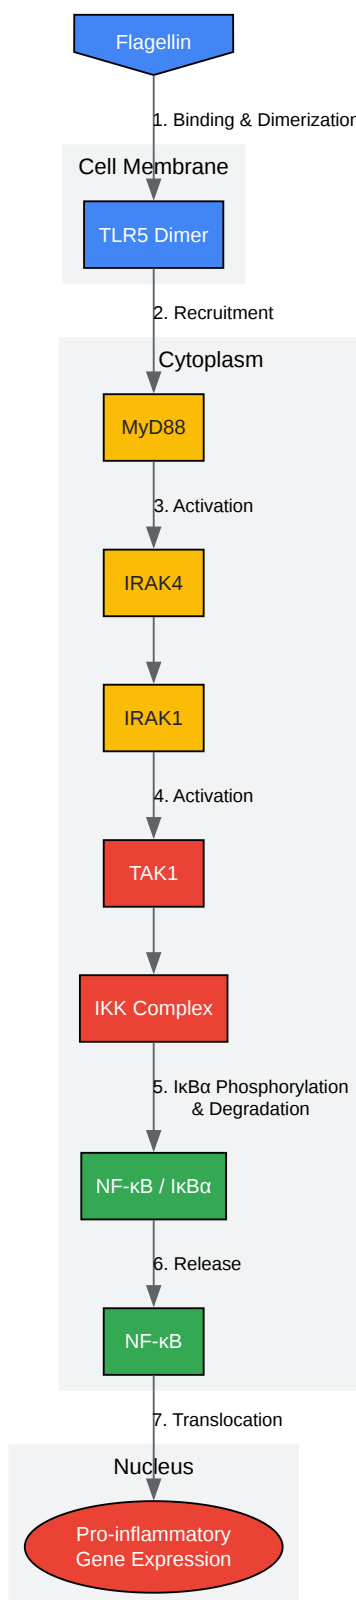 Flagellin
1. Binding & Dimerization
Cell Membrane
TLR5 Dimer
2. Recruitment
Cytoplasm
MyD88
3. Activation
IRAK4
IRAK1
4. Activation
TAK1
IKK Complex
5. IκBα Phosphorylation
& Degradation
NF-κB / IκBα
6. Release
NF-κB
7. Translocation
Nucleus
Pro-inflammatory
Gene Expression